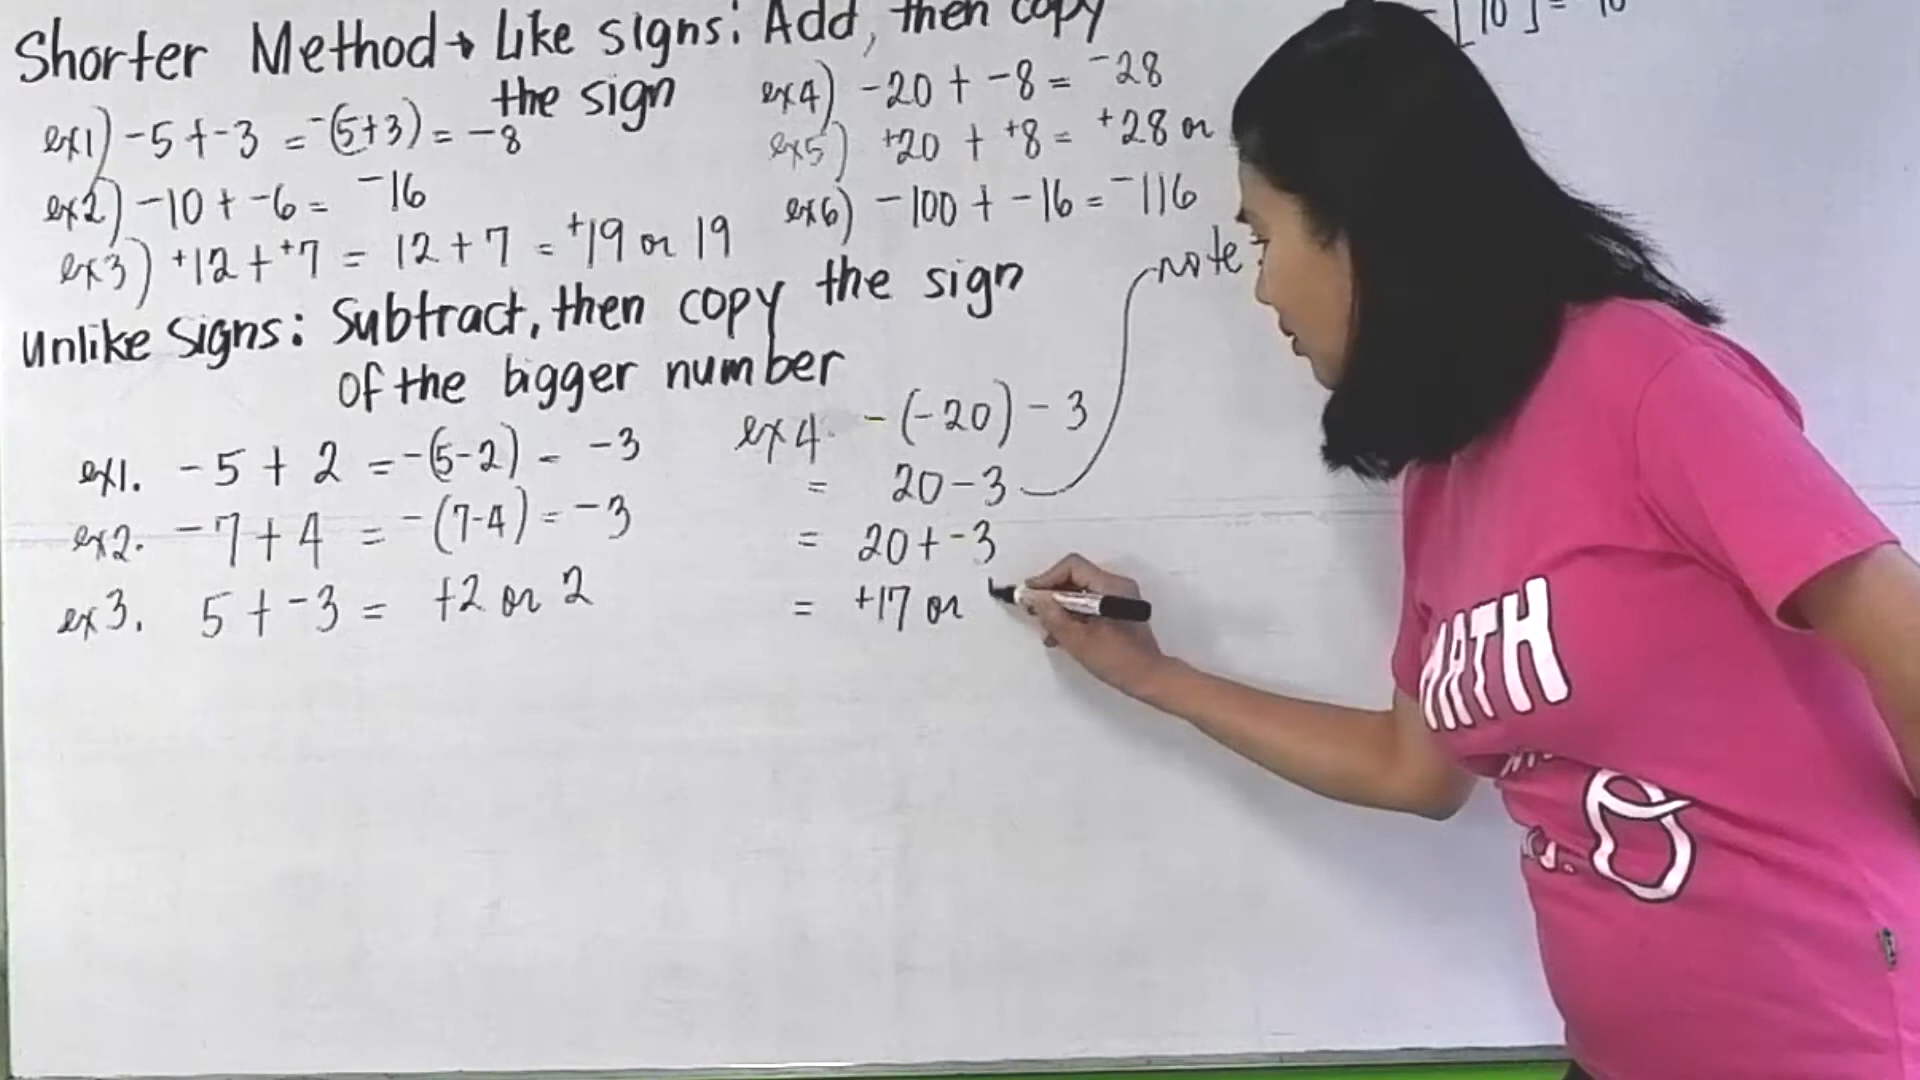 Shorter Method → Like signs: Add, then copy
the sign
ex1) -5 + -3 = -(5+3) = -8
ex2) -10 + -6 = -16
ex3) +12 + +7 = 12 + 7 = +19 or 19
ex4) -20 + -8 = -28
ex5) +20 + +8 = +28 or
ex6) -100 + -16 = -116
Unlike signs: Subtract, then copy the sign
of the bigger number
ex1. -5 + 2 = -(5-2) = -3
ex2. -7 + 4 = -(7-4) = -3
ex3. 5 + -3 = +2 or 2
ex4. -(-20) - 3
= 20 - 3
= 20 + -3
= +17 or
note:
MATH